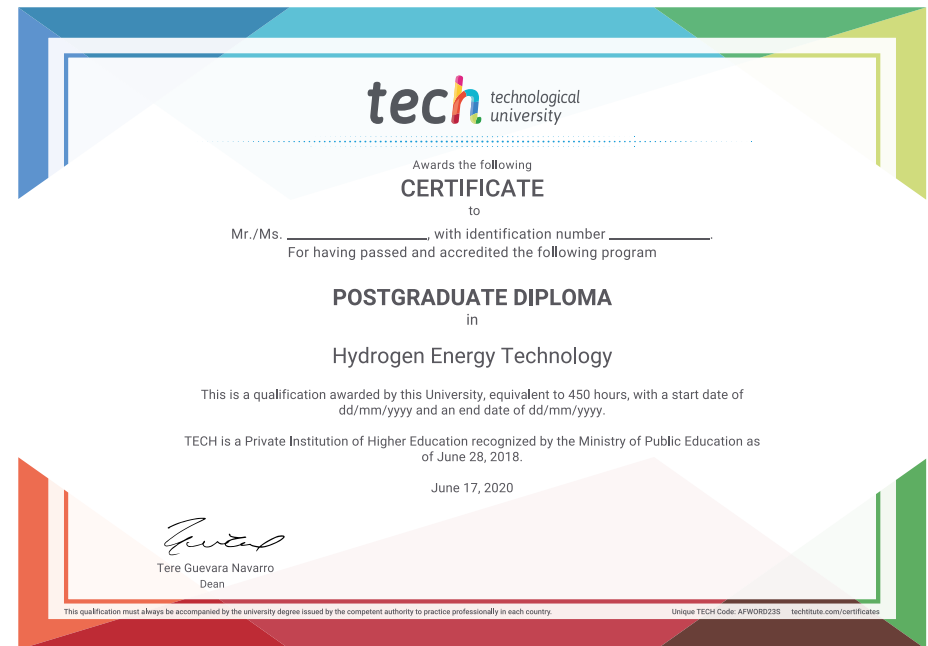 tech technological
university
Awards the following
CERTIFICATE
to
Mr./Ms. ____________________, with identification number ______________.
For having passed and accredited the following program
POSTGRADUATE DIPLOMA
in
Hydrogen Energy Technology
This is a qualification awarded by this University, equivalent to 450 hours, with a start date of
dd/mm/yyyy and an end date of dd/mm/yyyy.
TECH is a Private Institution of Higher Education recognized by the Ministry of Public Education as
of June 28, 2018.
June 17, 2020
Tere Guevara Navarro
Dean
This qualification must always be accompanied by the university degree issued by the competent authority to practice professionally in each country. Unique TECH Code: AFWORD23S techtitute.com/certificates